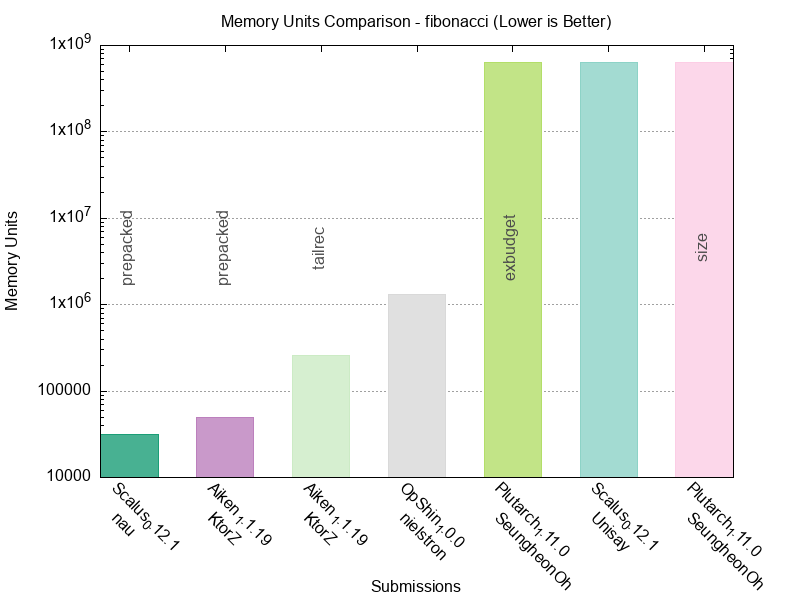 Memory Units Comparison - fibonacci (Lower is Better)
1x10⁹
1x10⁸
1x10⁷
1x10⁶
100000
10000
Memory Units
prepacked
prepacked
tailrec
exbudget
size
Scalus₀.12.1
nau
Aiken₁.1.19
KtorZ
Aiken₁.1.19
KtorZ
OpShin₁.0.0
nielstron
Plutarch₁.11.0
SeungheonOh
Scalus₀.12.1
Unisay
Plutarch₁.11.0
SeungheonOh
Submissions